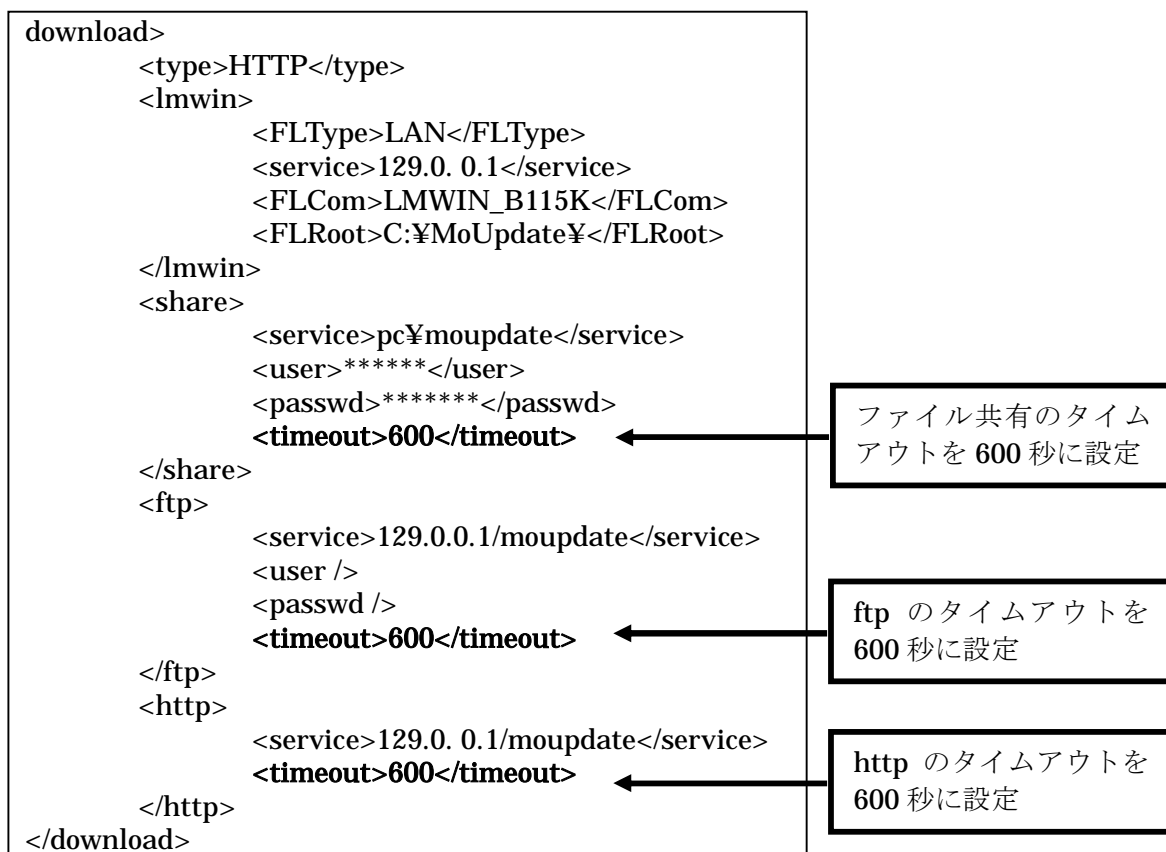 download>
<type>HTTP</type>
<lmwin>
<FLType>LAN</FLType>
<service>129.0. 0.1</service>
<FLCom>LMWIN_B115K</FLCom>
<FLRoot>C:¥MoUpdate¥</FLRoot>
</lmwin>
<share>
<service>pc¥moupdate</service>
<user>******</user>
<passwd>*******</passwd>
<timeout>600</timeout>
</share>
<ftp>
<service>129.0.0.1/moupdate</service>
<user />
<passwd />
<timeout>600</timeout>
</ftp>
<http>
<service>129.0. 0.1/moupdate</service>
<timeout>600</timeout>
</http>
</download>
ファイル共有のタイム
アウトを 600 秒に設定
ftp のタイムアウトを
600 秒に設定
http のタイムアウトを
600 秒に設定